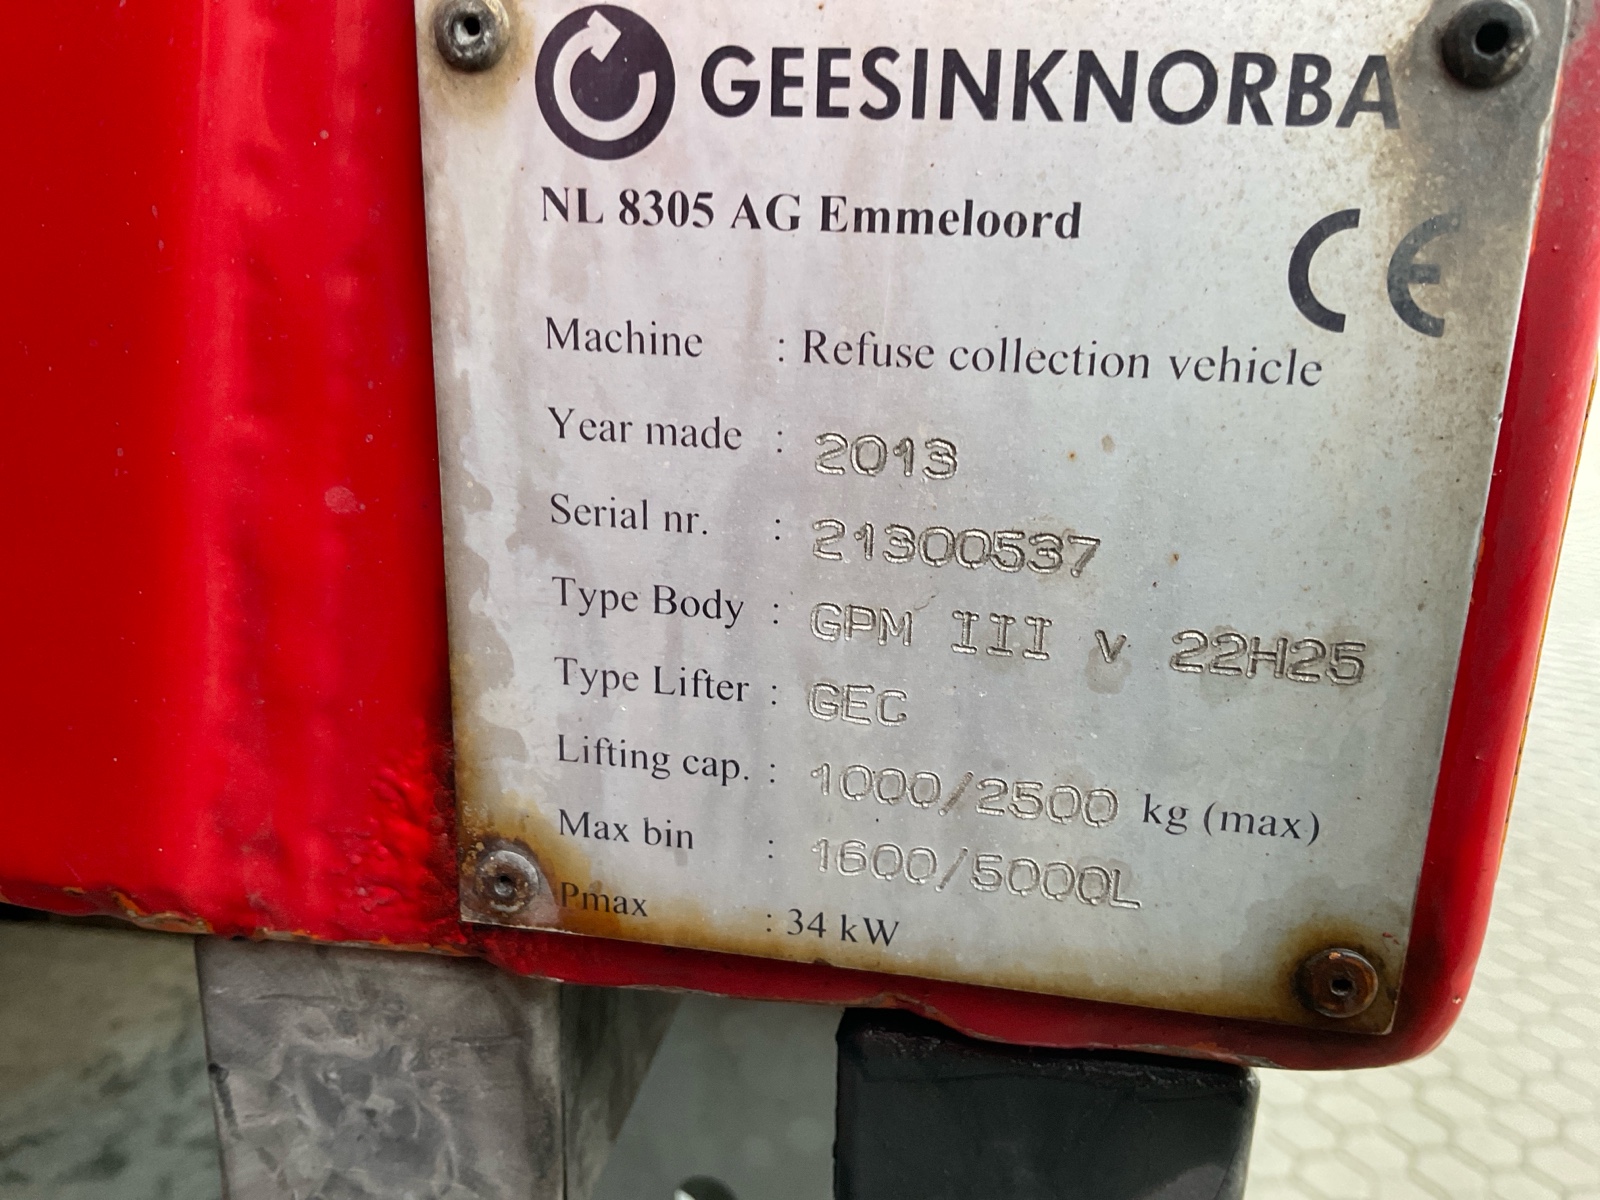 GEESINKNORBA
NL 8305 AG Emmeloord
CE
Machine : Refuse collection vehicle
Year made : 2013
Serial nr. : 21300537
Type Body : GPM III v 22H25
Type Lifter : GEC
Lifting cap. : 1000/2500 kg (max)
Max bin : 1600/5000L
Pmax : 34 kW